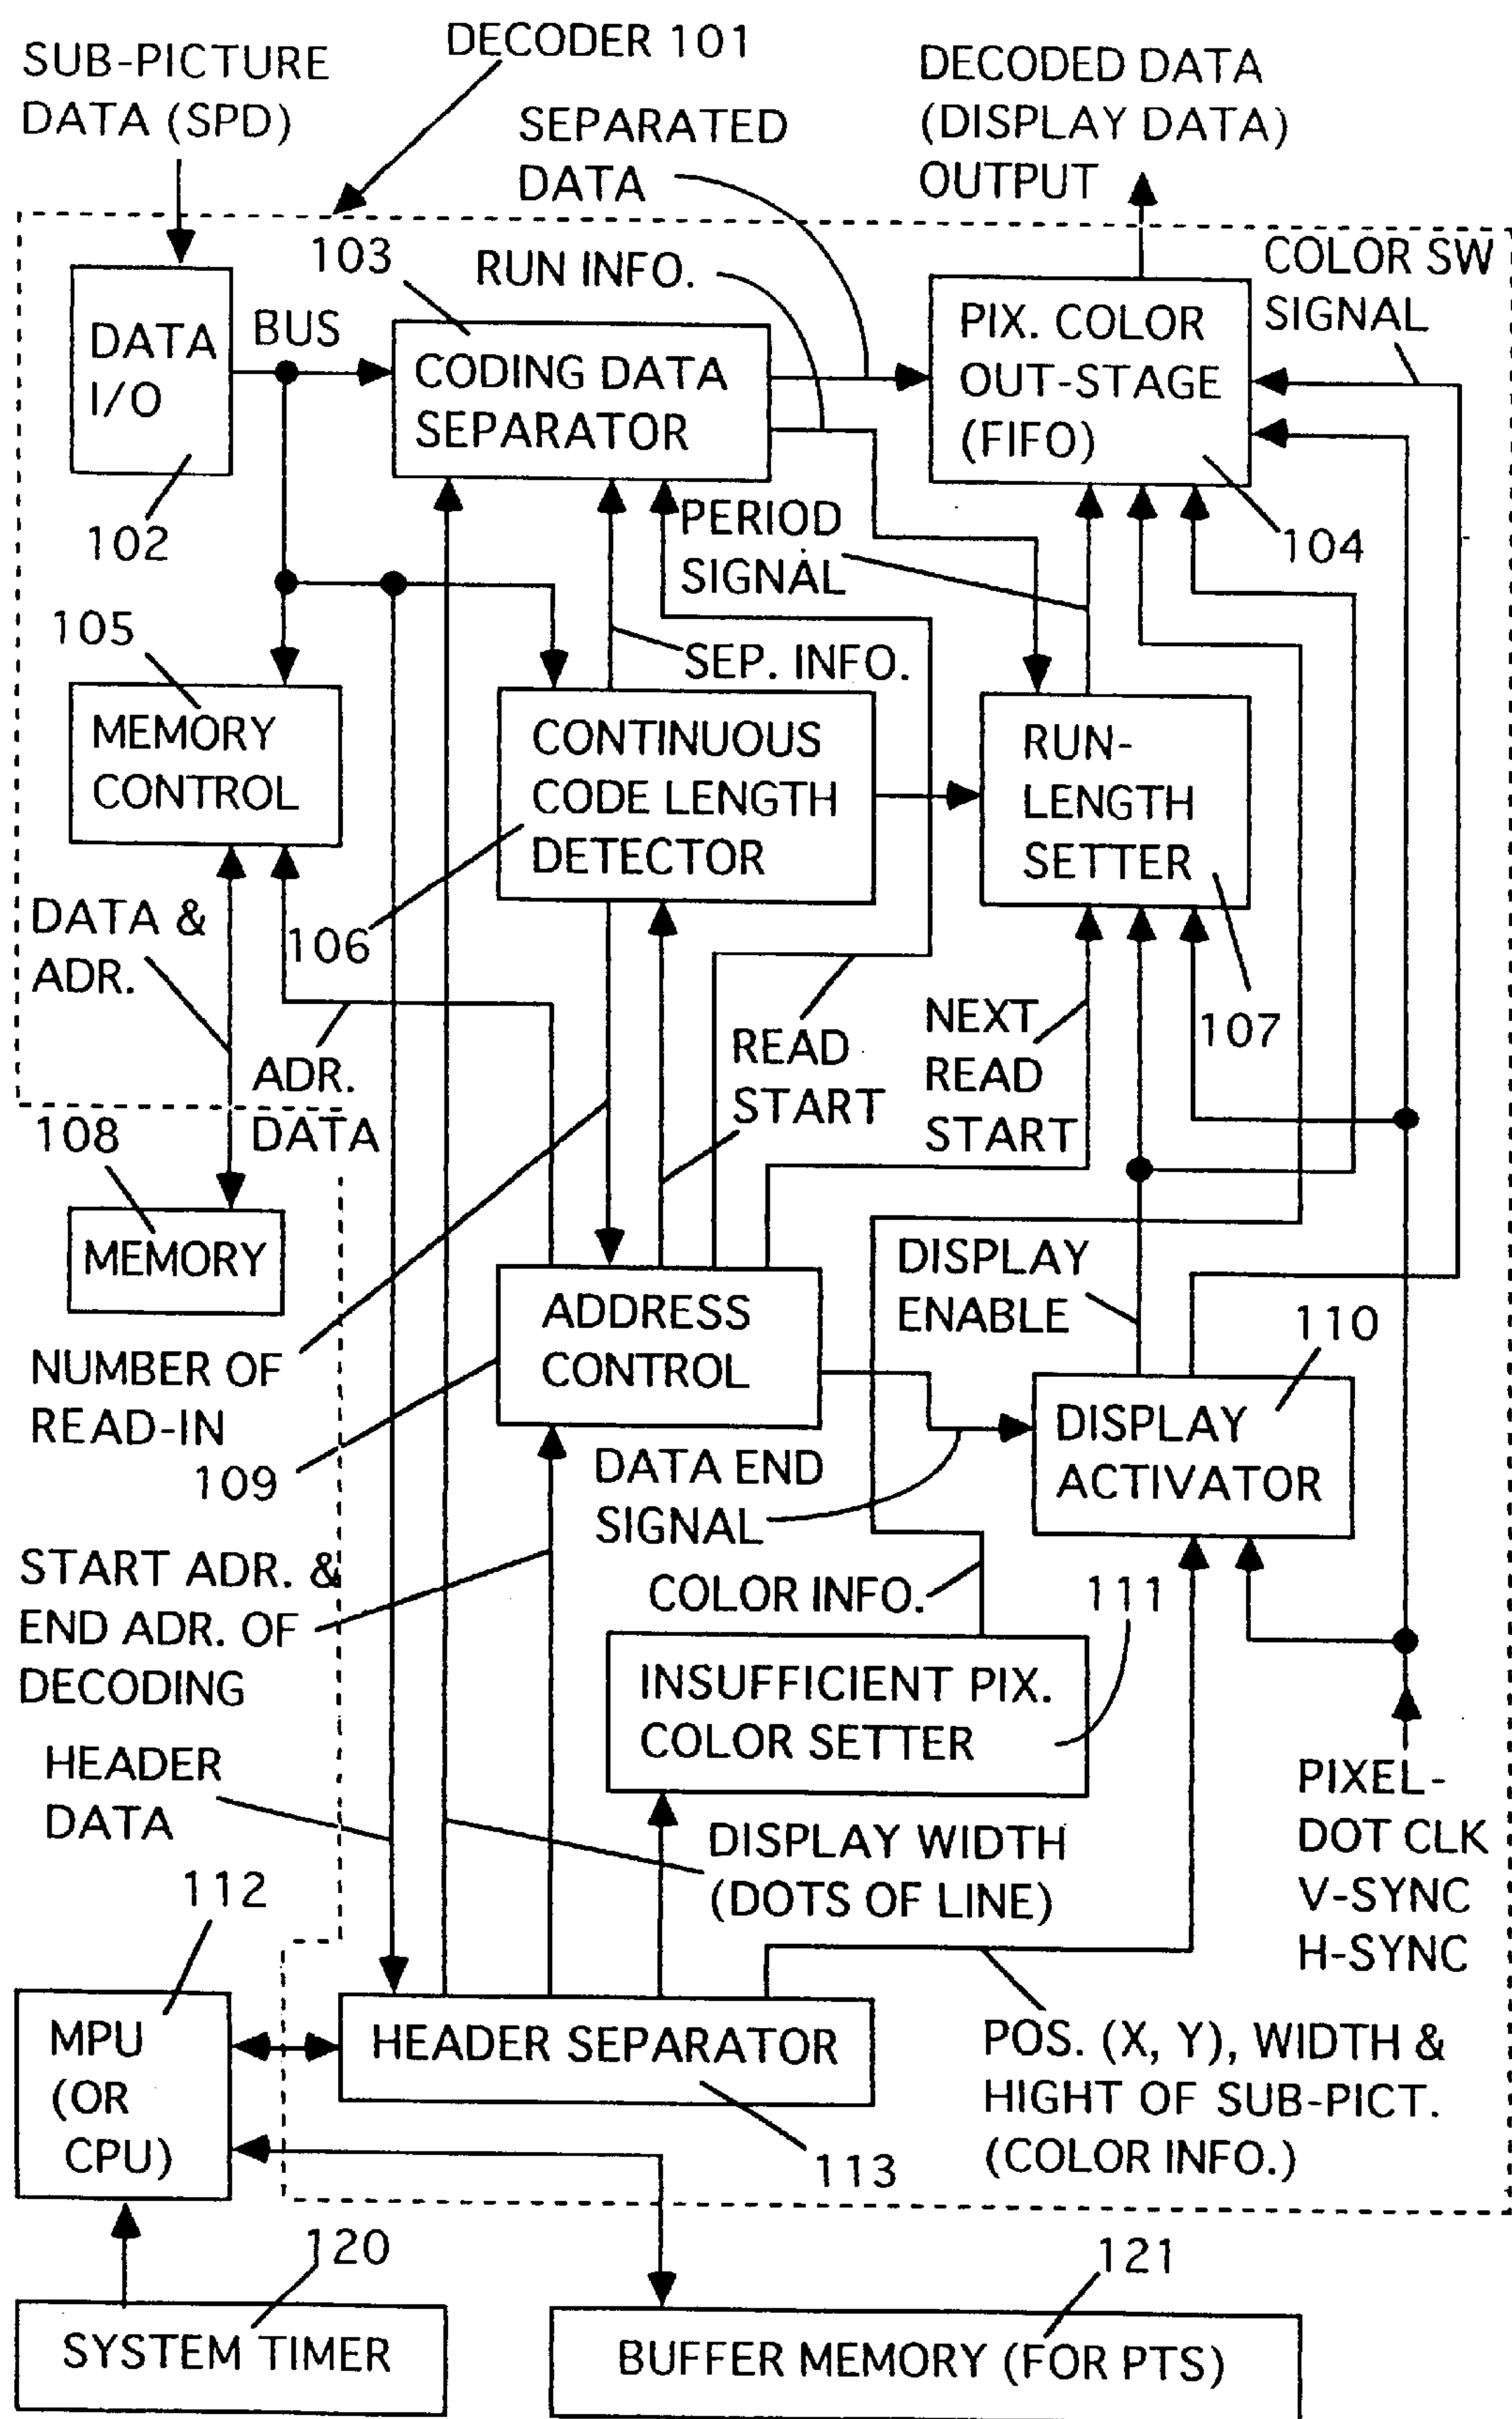 DECODER 101
SUB-PICTURE
DATA (SPD)
SEPARATED
DATA
DECODED DATA
(DISPLAY DATA)
OUTPUT
103
RUN INFO.
COLOR SW
SIGNAL
DATA
I/O
BUS
CODING DATA
SEPARATOR
PIX. COLOR
OUT-STAGE
(FIFO)
102
PERIOD
SIGNAL
104
105
SEP. INFO.
MEMORY
CONTROL
CONTINUOUS
CODE LENGTH
DETECTOR
RUN-
LENGTH
SETTER
DATA &
ADR.
106
107
READ
START
NEXT
READ
START
ADR.
DATA
108
MEMORY
DISPLAY
ENABLE
ADDRESS
CONTROL
110
NUMBER OF
READ-IN
109
DATA END
SIGNAL
DISPLAY
ACTIVATOR
START ADR. &
END ADR. OF
DECODING
COLOR INFO.
111
INSUFFICIENT PIX.
COLOR SETTER
HEADER
DATA
PIXEL-
DOT CLK
V-SYNC
H-SYNC
DISPLAY WIDTH
(DOTS OF LINE)
112
MPU
(OR
CPU)
HEADER SEPARATOR
POS. (X, Y), WIDTH &
HIGHT OF SUB-PICT.
(COLOR INFO.)
113
120
121
SYSTEM TIMER
BUFFER MEMORY (FOR PTS)